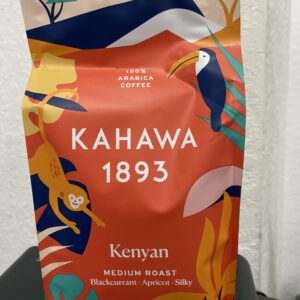 100%
ARABICA
COFFEE
KAHAWA
1893
Kenyan
MEDIUM ROAST
Blackcurrant · Apricot · Silky